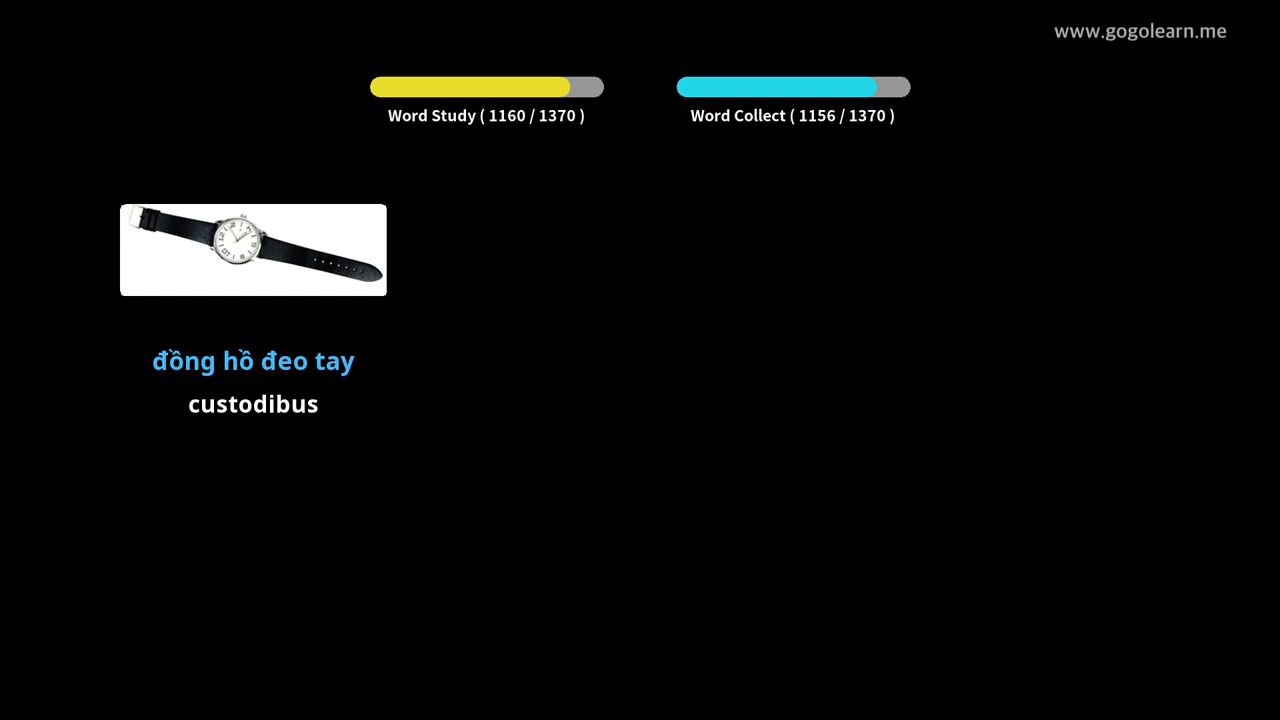 www.gogolearn.me
Word Study ( 1160 / 1370 )
Word Collect ( 1156 / 1370 )
đồng hồ đeo tay
custodibus